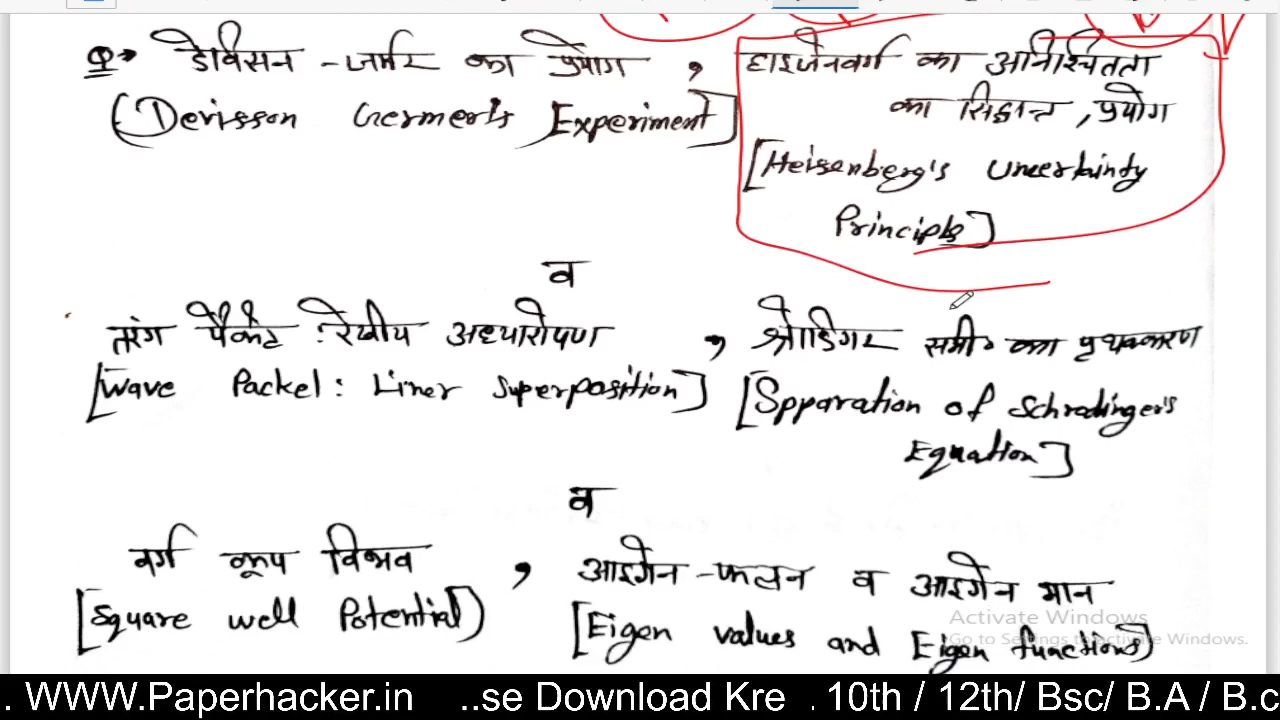 Q→ डेविसन - जर्मर का प्रयोग , हाइजेनवर्ग का अनिश्चितता
का सिद्धान्त , प्रयोग
(Devisson Germer's Experiment] [Heisenberg's Uncertainty
Principle]
व
तरंग पैकेट : रेखीय अध्यारोपण , श्रोडिंगर समी० का पृथक्करण
[Wave Packet : Liner Superposition] [Spparation of Schrodinger's
Equation]
व
वर्ग कूप विभव , आइगेन - फलन व आइगेन मान
[Square well Potential) [Eigen values and Eigen functions)
Activate Windows
Go to Settings to activate Windows.
. WWW.Paperhacker.in ..se Download Kre . 10th / 12th/ Bsc/ B.A / B.c